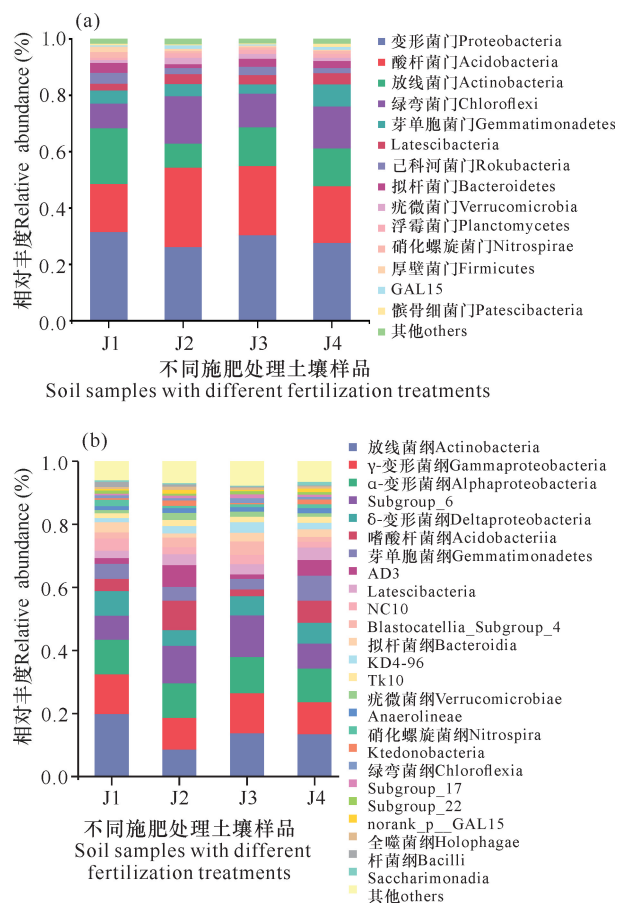 (a)
相对丰度Relative abundance (%)
1.0
0.8
0.6
0.4
0.2
0.0
J1 J2 J3 J4
不同施肥处理土壤样品
Soil samples with different fertilization treatments
变形菌门Proteobacteria
酸杆菌门Acidobacteria
放线菌门Actinobacteria
绿弯菌门Chloroflexi
芽单胞菌门Gemmatimonadetes
Latescibacteria
己科河菌门Rokubacteria
拟杆菌门Bacteroidetes
疣微菌门Verrucomicrobia
浮霉菌门Planctomycetes
硝化螺旋菌门Nitrospirae
厚壁菌门Firmicutes
GAL15
髌骨细菌门Patescibacteria
其他others
(b)
相对丰度Relative abundance (%)
1.0
0.8
0.6
0.4
0.2
0.0
J1 J2 J3 J4
不同施肥处理土壤样品
Soil samples with different
fertilization treatments
放线菌纲Actinobacteria
γ-变形菌纲Gammaproteobacteria
α-变形菌纲Alphaproteobacteria
Subgroup_6
δ-变形菌纲Deltaproteobacteria
嗜酸杆菌纲Acidobacteriia
芽单胞菌纲Gemmatimonadetes
AD3
Latescibacteria
NC10
Blastocatellia_Subgroup_4
拟杆菌纲Bacteroidia
KD4-96
Tk10
疣微菌纲Verrucomicrobiae
Anaerolineae
硝化螺旋菌纲Nitrospira
Ktedonobacteria
绿弯菌纲Chloroflexia
Subgroup_17
Subgroup_22
norank_p__GAL15
全噬菌纲Holophagae
杆菌纲Bacilli
Saccharimonadia
其他others